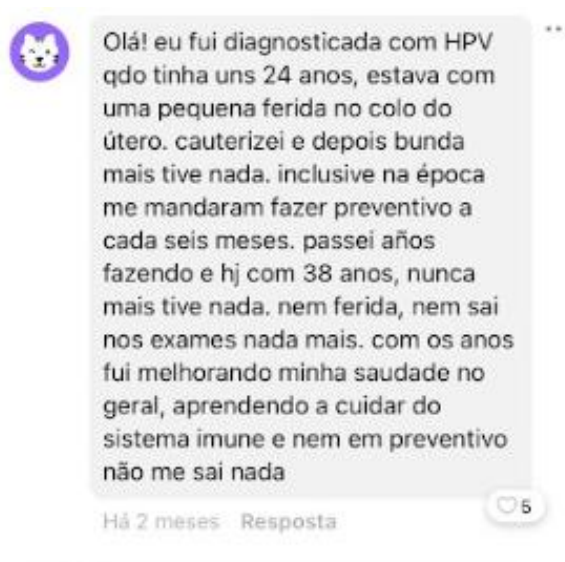 Olá! eu fui diagnosticada com HPV
qdo tinha uns 24 anos, estava com
uma pequena ferida no colo do
útero. cauterizei e depois bunda
mais tive nada. inclusive na época
me mandaram fazer preventivo a
cada seis meses. passei años
fazendo e hj com 38 anos, nunca
mais tive nada. nem ferida, nem sai
nos exames nada mais. com os anos
fui melhorando minha saudade no
geral, aprendendo a cuidar do
sistema imune e nem em preventivo
não me sai nada
Há 2 meses Resposta
5